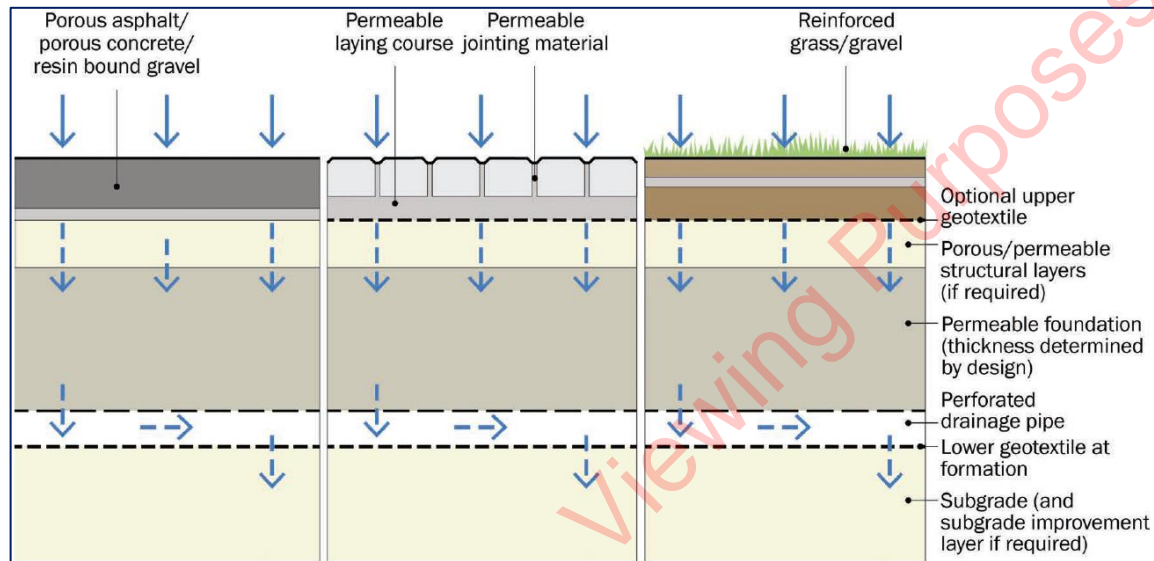 Porous asphalt/
porous concrete/
resin bound gravel
Permeable
laying course
Permeable
jointing material
Reinforced
grass/gravel
Optional upper
geotextile
Porous/permeable
structural layers
(if required)
Permeable foundation
(thickness determined
by design)
Perforated
drainage pipe
Lower geotextile at
formation
Subgrade (and
subgrade improvement
layer if required)
Viewing Purposes